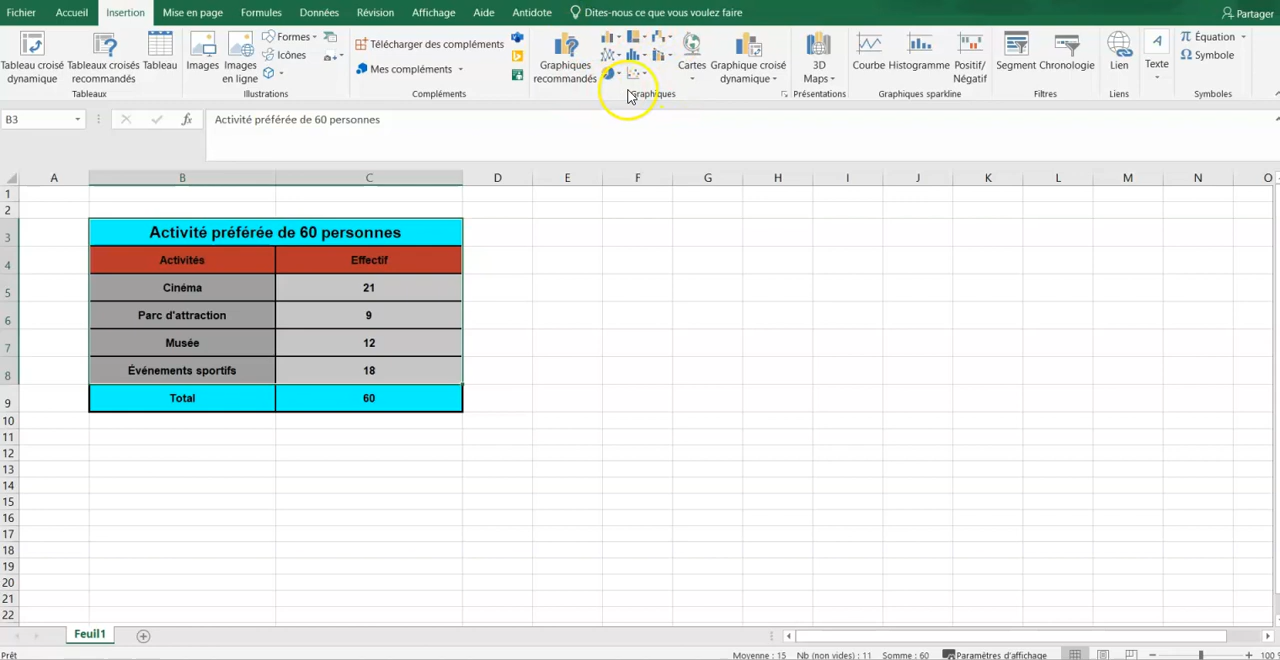 Fichier Accueil Insertion Mise en page Formules Données Révision Affichage Aide Antidote Dites-nous ce que vous voulez faire Partager
Tableau croisé dynamique
Tableaux croisés recommandés
Tableau
Tableaux
Images
Images en ligne
Formes
Icônes
Illustrations
Télécharger des compléments
Mes compléments
Compléments
Graphiques recommandés
Graphiques
Cartes
Graphique croisé dynamique
3D Maps
Présentations
Courbe
Histogramme
Positif/ Négatif
Graphiques sparkline
Segment
Chronologie
Filtres
Lien
Liens
Texte
π Équation
Ω Symbole
Symboles
B3 fx Activité préférée de 60 personnes
A B C D E F G H I J K L M N O
1
2
3 Activité préférée de 60 personnes
4 Activités Effectif
5 Cinéma 21
6 Parc d'attraction 9
7 Musée 12
8 Événements sportifs 18
9 Total 60
10
11
12
13
14
15
16
17
18
19
20
21
22
Feuil1
Prêt Moyenne : 15 Nb (non vides) : 11 Somme : 60 Paramètres d'affichage 100 %